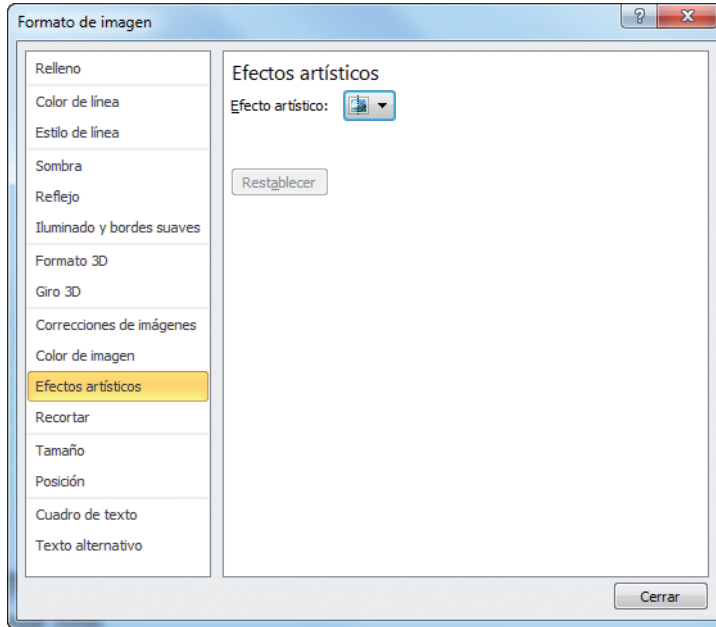 Formato de imagen
Relleno
Color de línea
Estilo de línea
Sombra
Reflejo
Iluminado y bordes suaves
Formato 3D
Giro 3D
Correcciones de imágenes
Color de imagen
Efectos artísticos
Recortar
Tamaño
Posición
Cuadro de texto
Texto alternativo
Efectos artísticos
Efecto artístico:
Restablecer
Cerrar